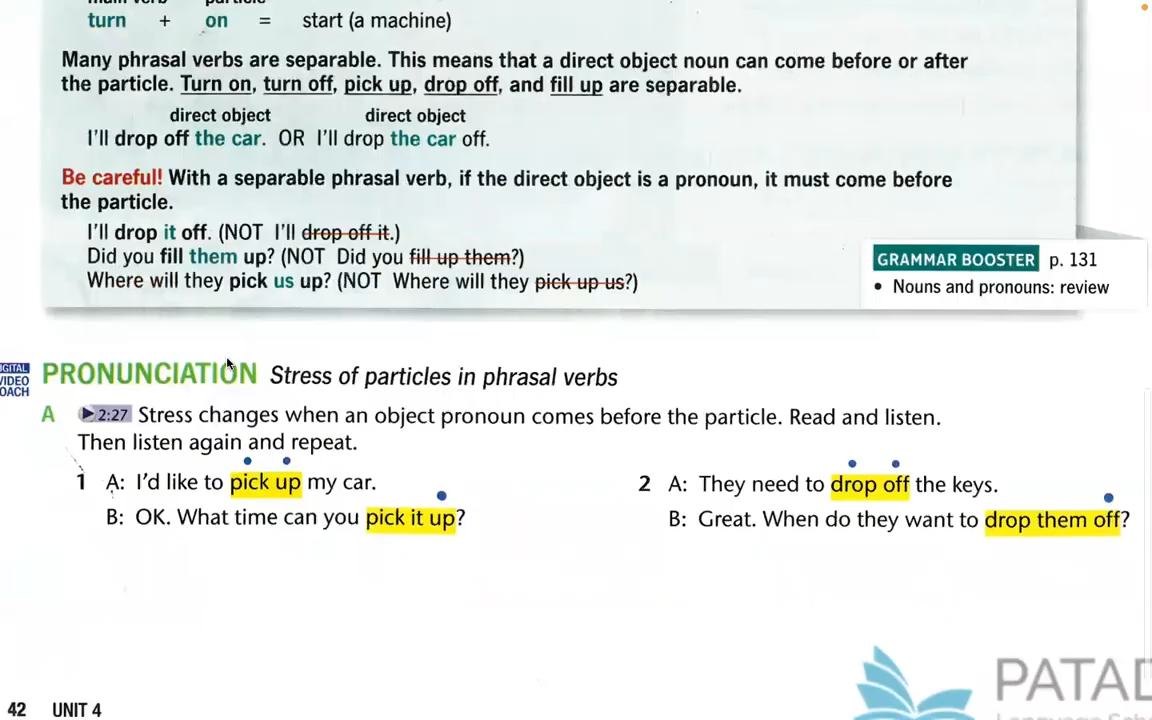 turn + on = start (a machine)
Many phrasal verbs are separable. This means that a direct object noun can come before or after
the particle. Turn on, turn off, pick up, drop off, and fill up are separable.
direct object direct object
I'll drop off the car. OR I'll drop the car off.
Be careful! With a separable phrasal verb, if the direct object is a pronoun, it must come before
the particle.
I'll drop it off. (NOT I'll drop off it.)
Did you fill them up? (NOT Did you fill up them?)
Where will they pick us up? (NOT Where will they pick up us?)
GRAMMAR BOOSTER p. 131
• Nouns and pronouns: review
PRONUNCIATION Stress of particles in phrasal verbs
A ▶ 2:27 Stress changes when an object pronoun comes before the particle. Read and listen.
Then listen again and repeat.
1 A: I'd like to pick up my car.
B: OK. What time can you pick it up?
2 A: They need to drop off the keys.
B: Great. When do they want to drop them off?
42 UNIT 4